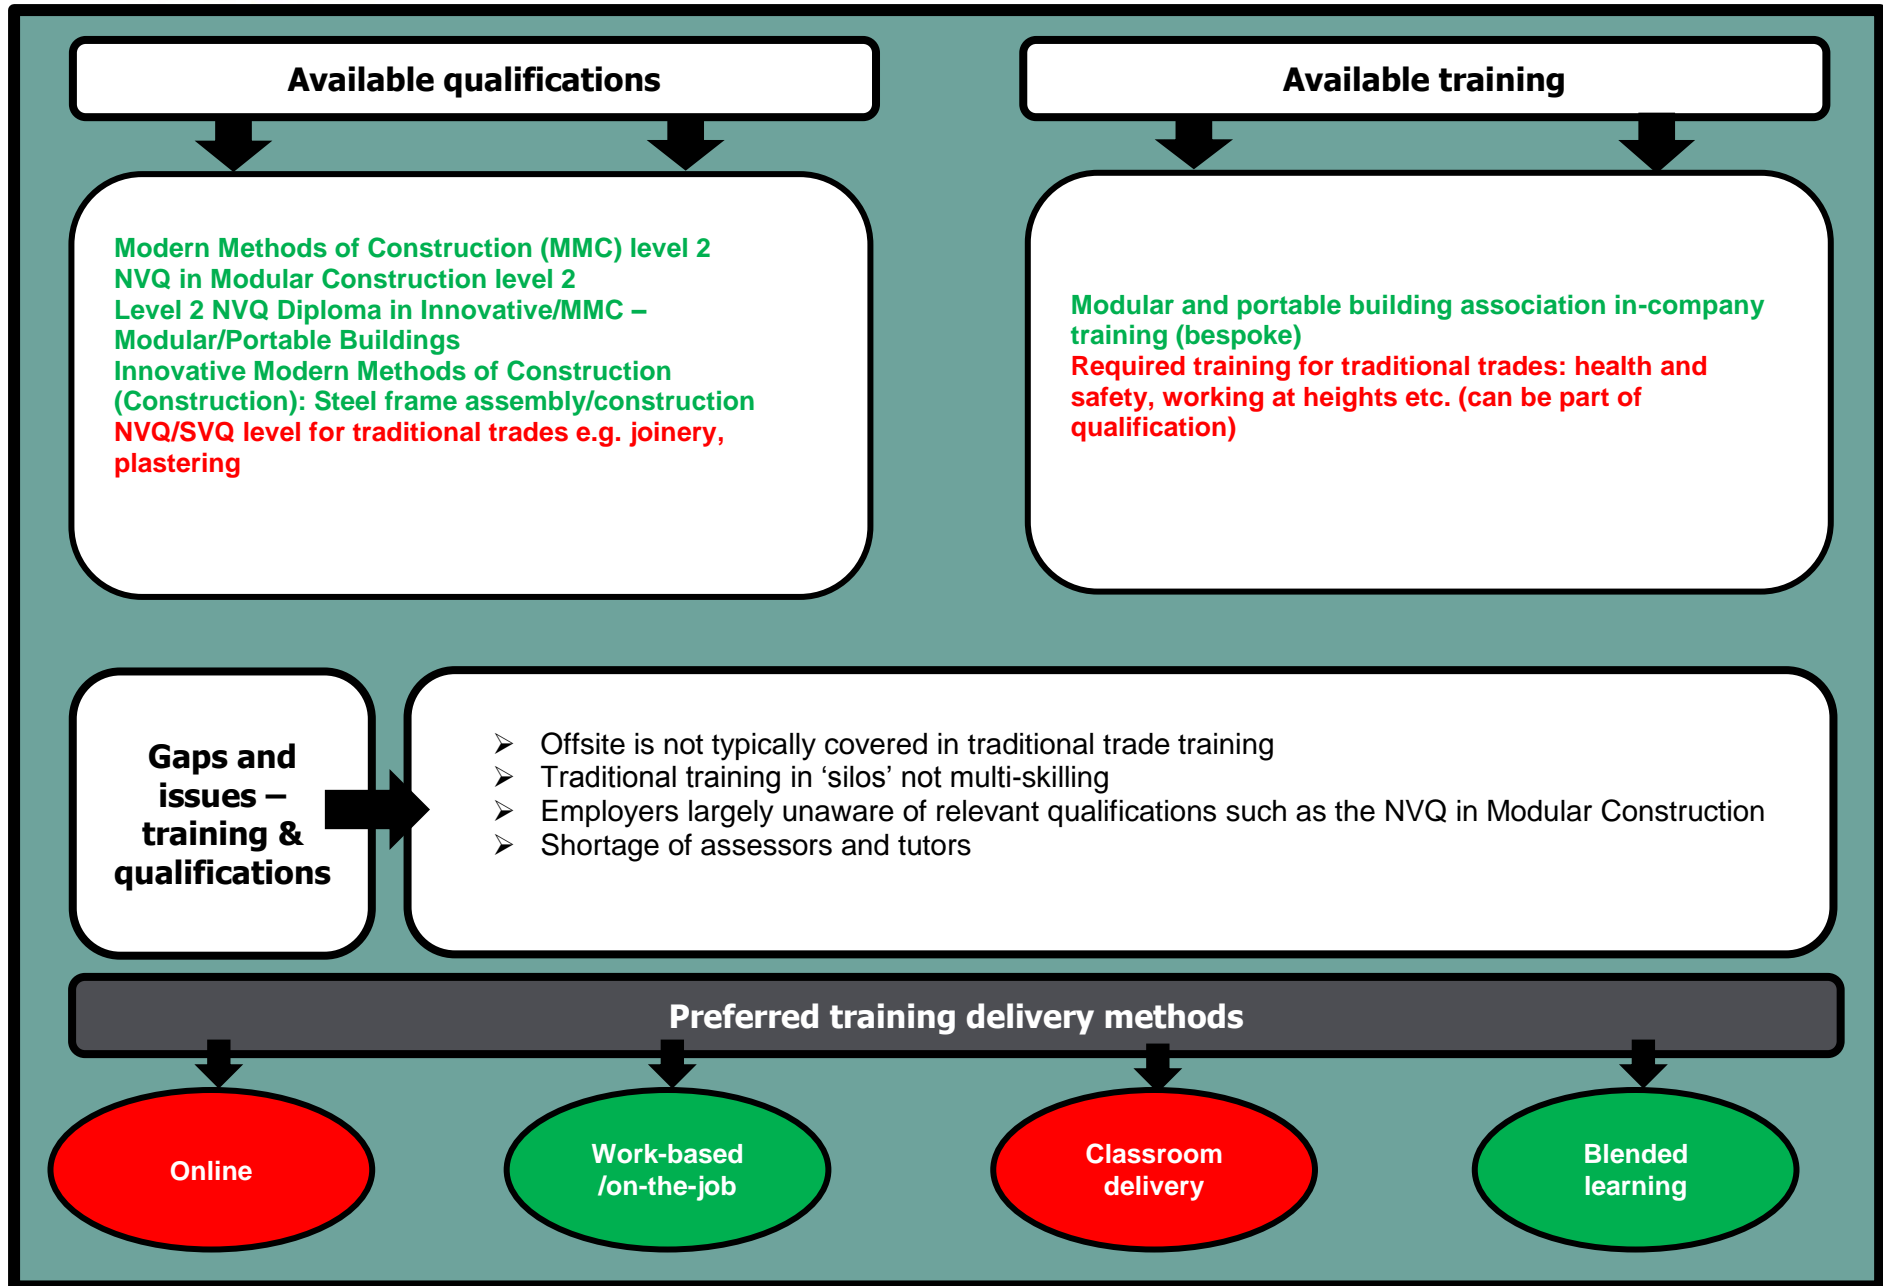 Available qualifications
Available training
Modern Methods of Construction (MMC) level 2
NVQ in Modular Construction level 2
Level 2 NVQ Diploma in Innovative/MMC –
Modular/Portable Buildings
Innovative Modern Methods of Construction
(Construction): Steel frame assembly/construction
NVQ/SVQ level for traditional trades e.g. joinery,
plastering
Modular and portable building association in-company
training (bespoke)
Required training for traditional trades: health and
safety, working at heights etc. (can be part of
qualification)
Gaps and
issues –
training &
qualifications
➢ Offsite is not typically covered in traditional trade training
➢ Traditional training in ‘silos’ not multi-skilling
➢ Employers largely unaware of relevant qualifications such as the NVQ in Modular Construction
➢ Shortage of assessors and tutors
Preferred training delivery methods
Online
Work-based
/on-the-job
Classroom
delivery
Blended
learning